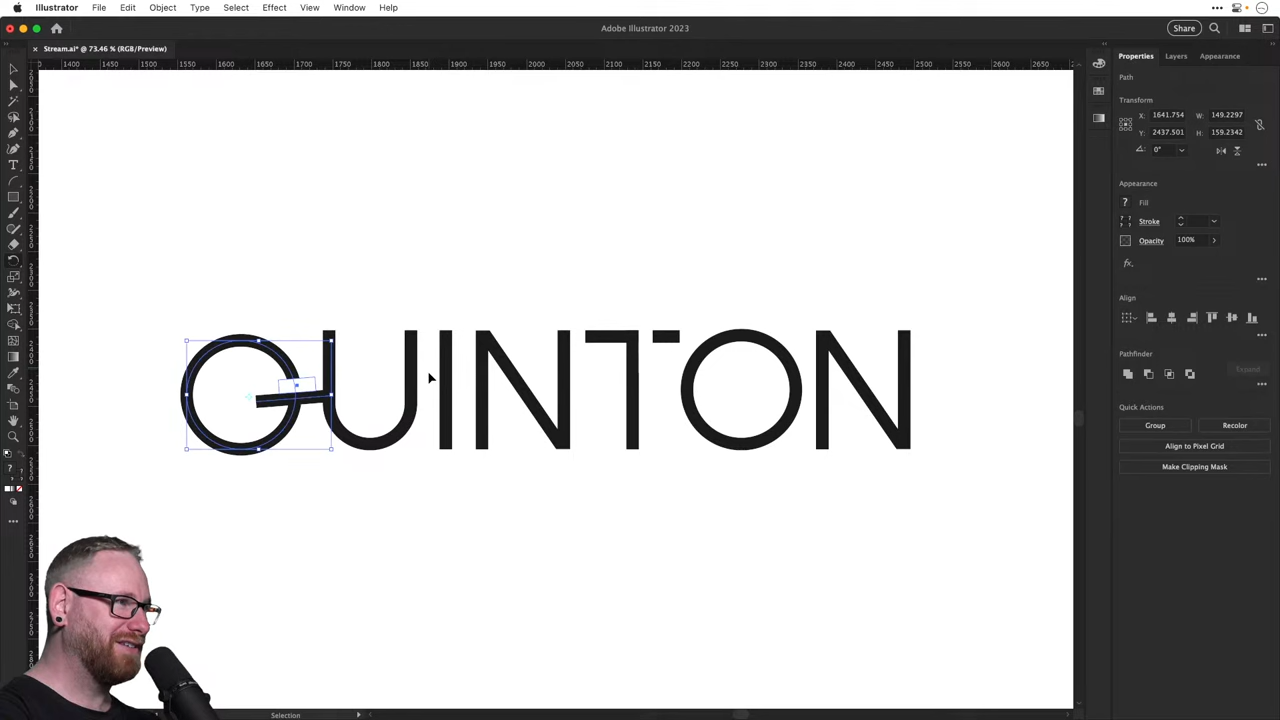 Illustrator File Edit Object Type Select Effect View Window Help
Adobe Illustrator 2023
Share
Stream.ai* @ 73.46 % (RGB/Preview)
1400 1450 1500 1550 1600 1650 1700 1750 1800 1850 1900 1950 2000 2050 2100 2150 2200 2250 2300 2350 2400 2450 2500 2550 2600 2650
Properties Layers Appearance
Path
Transform
X: 1641.754 W: 149.2297
Y: 2437.501 H: 159.2342
0°
Appearance
? Fill
Stroke
Opacity 100%
fx
Align
Pathfinder
Expand
Quick Actions
Group Recolor
Align to Pixel Grid
Make Clipping Mask
QUINTON
Selection